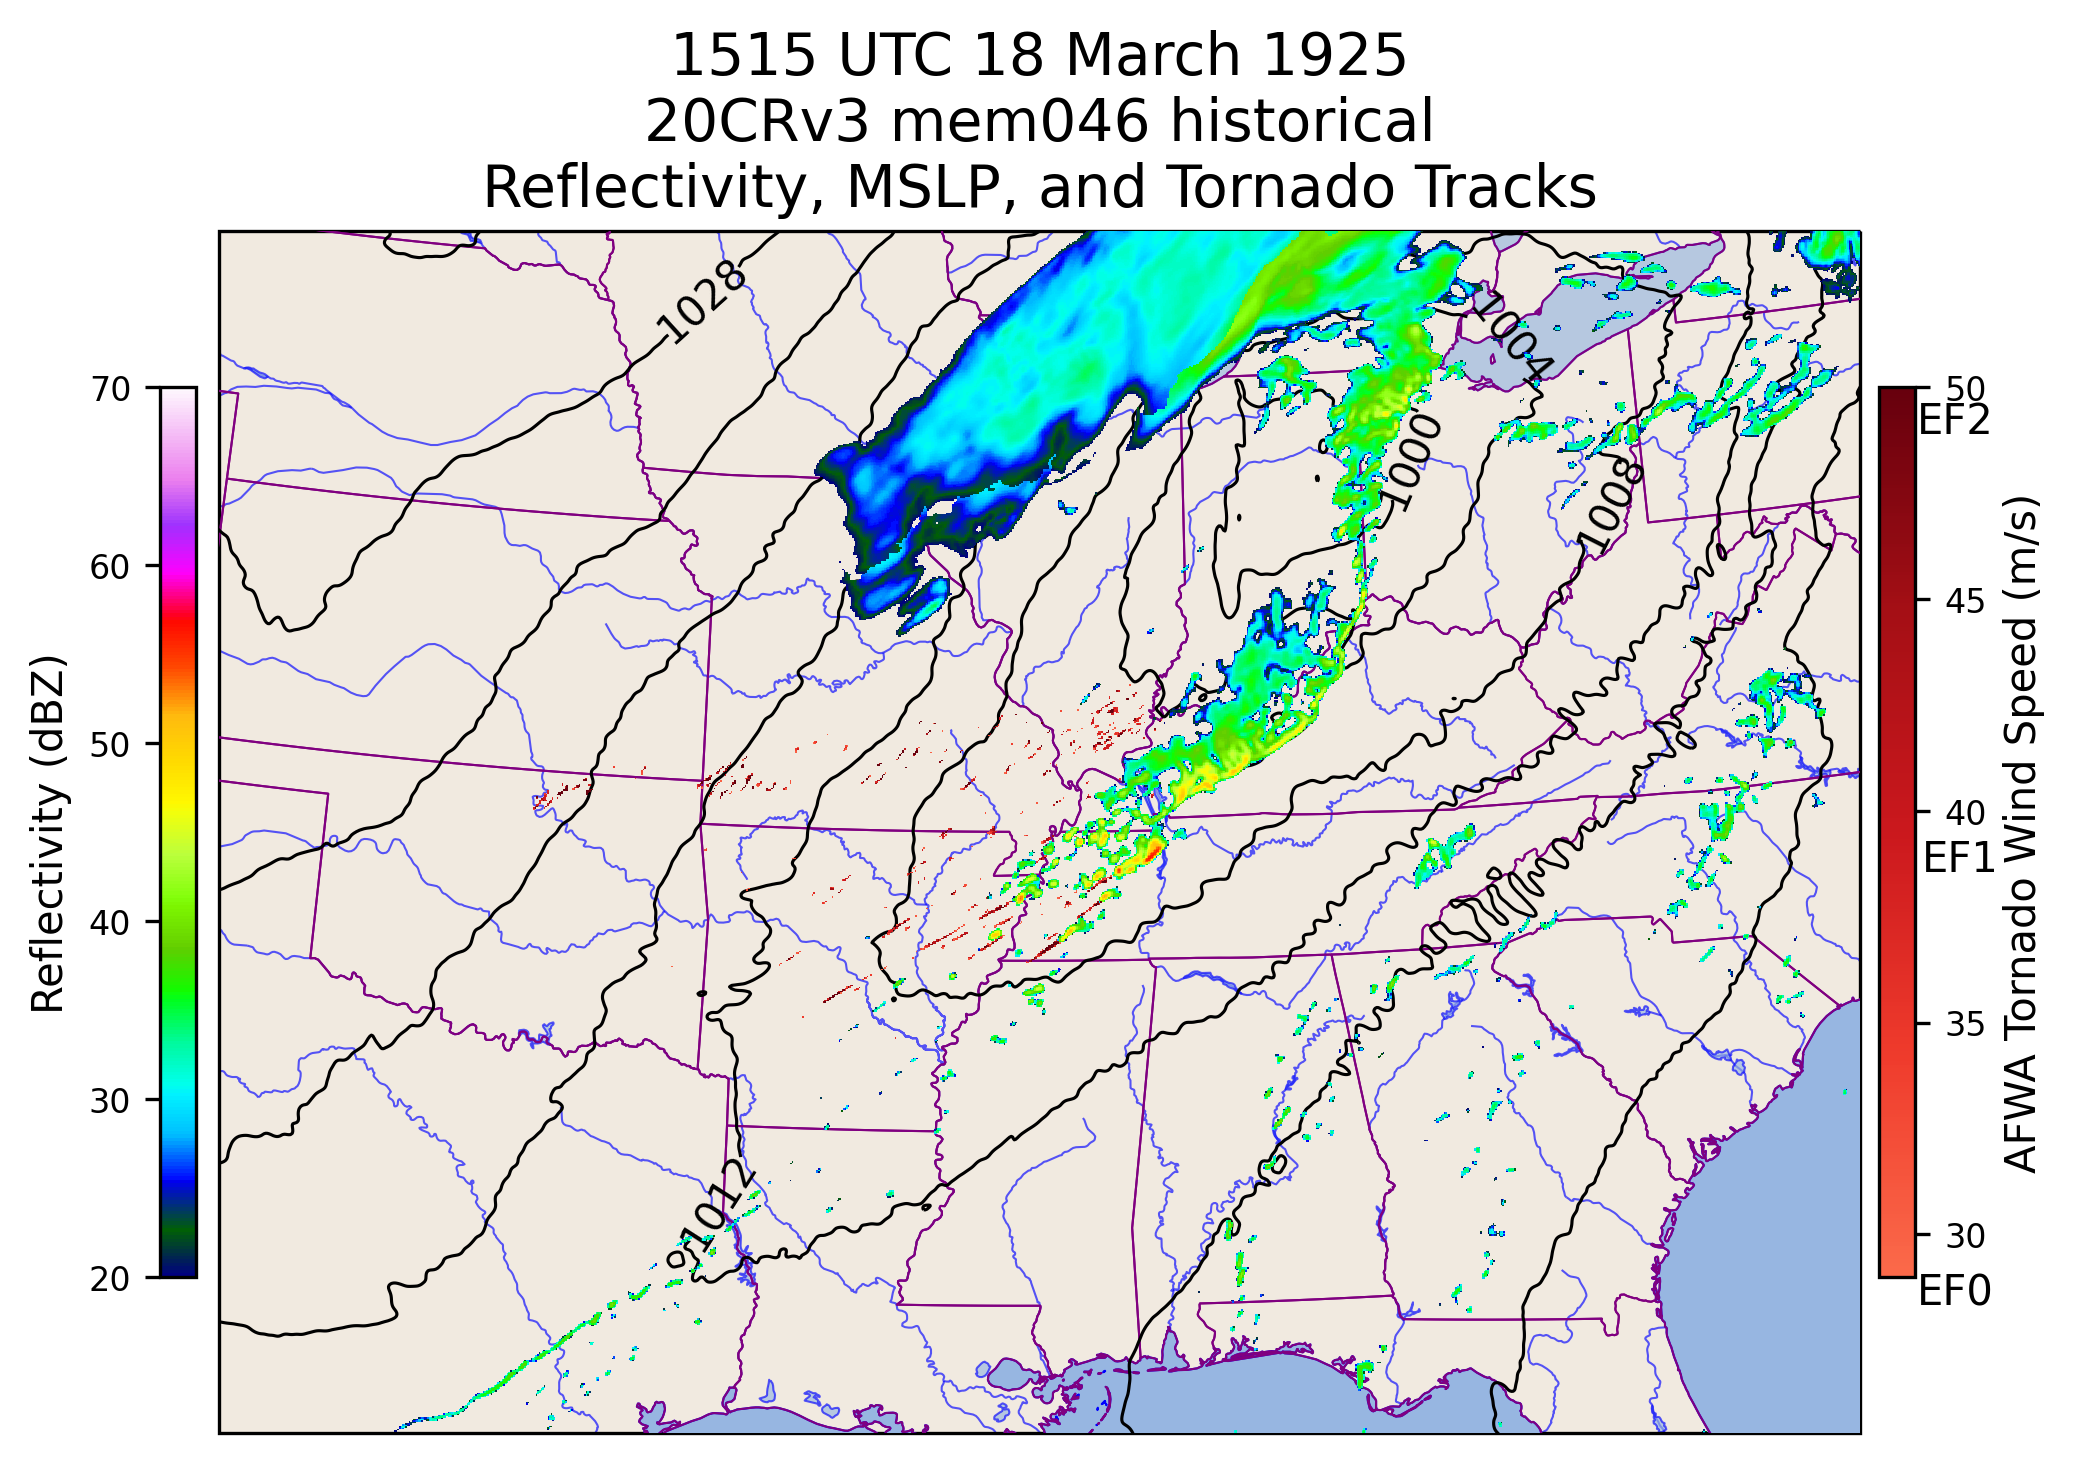 1515 UTC 18 March 1925
20CRv3 mem046 historical
Reflectivity, MSLP, and Tornado Tracks
1028
1004
1000
1008
1012
70
60
50
40
30
20
Reflectivity (dBZ)
50
EF2
45
40
EF1
35
30
EF0
AFWA Tornado Wind Speed (m/s)